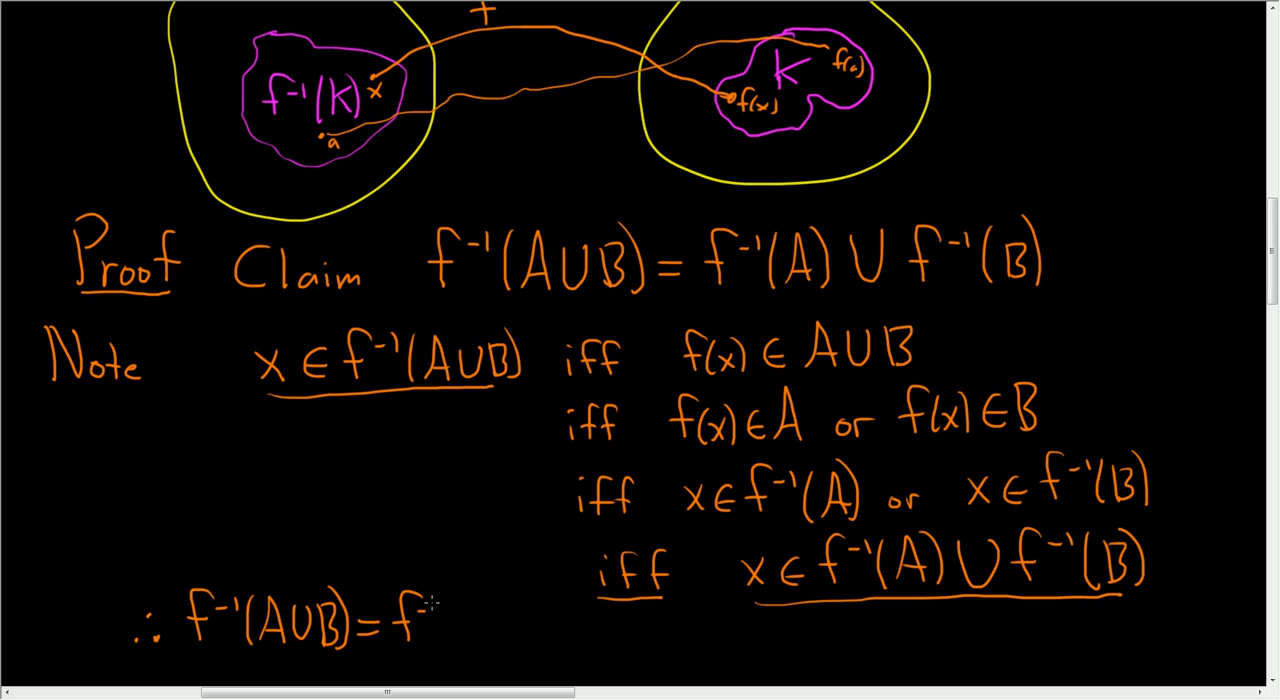 f
f⁻¹(K) x
a
K f(a)
f(x)
Proof Claim f⁻¹(A∪B) = f⁻¹(A) ∪ f⁻¹(B)
Note x ∈ f⁻¹(A∪B) iff f(x) ∈ A∪B
iff f(x) ∈ A or f(x) ∈ B
iff x ∈ f⁻¹(A) or x ∈ f⁻¹(B)
iff x ∈ f⁻¹(A) ∪ f⁻¹(B)
∴ f⁻¹(A∪B) = f⁻